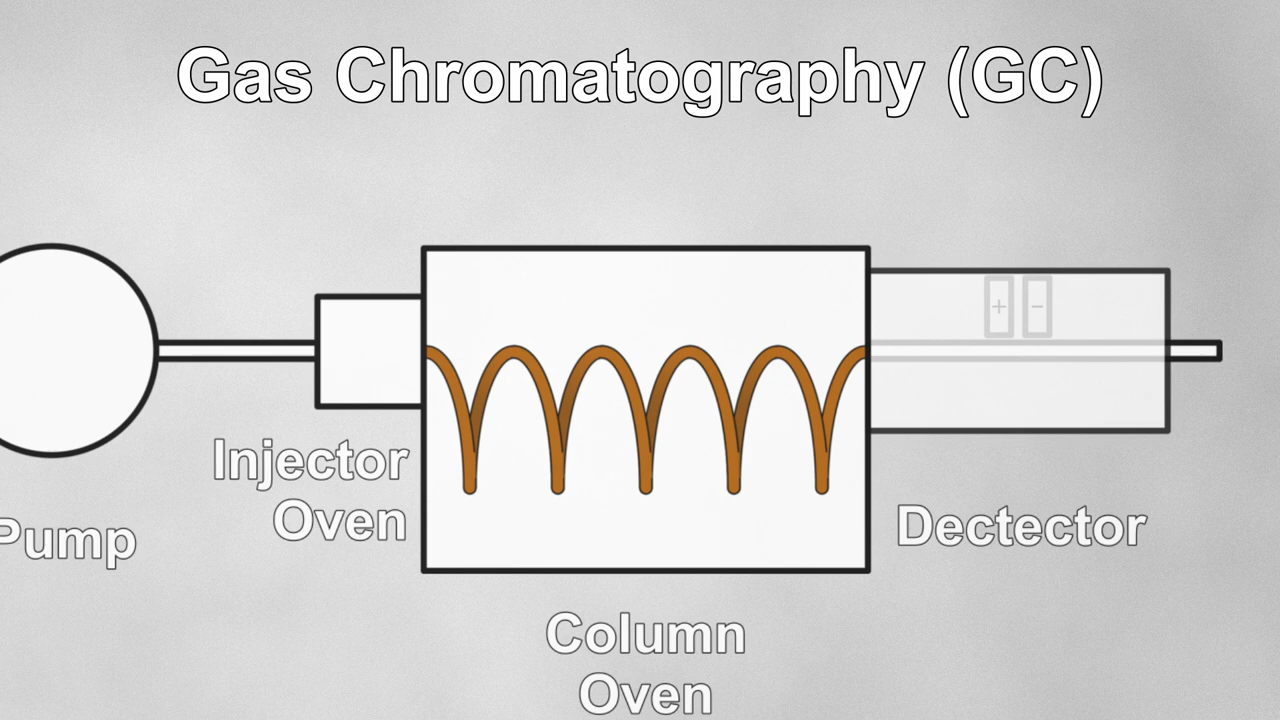 Gas Chromatography (GC)
+ −
Injector
Oven
Pump
Dectector
Column
Oven